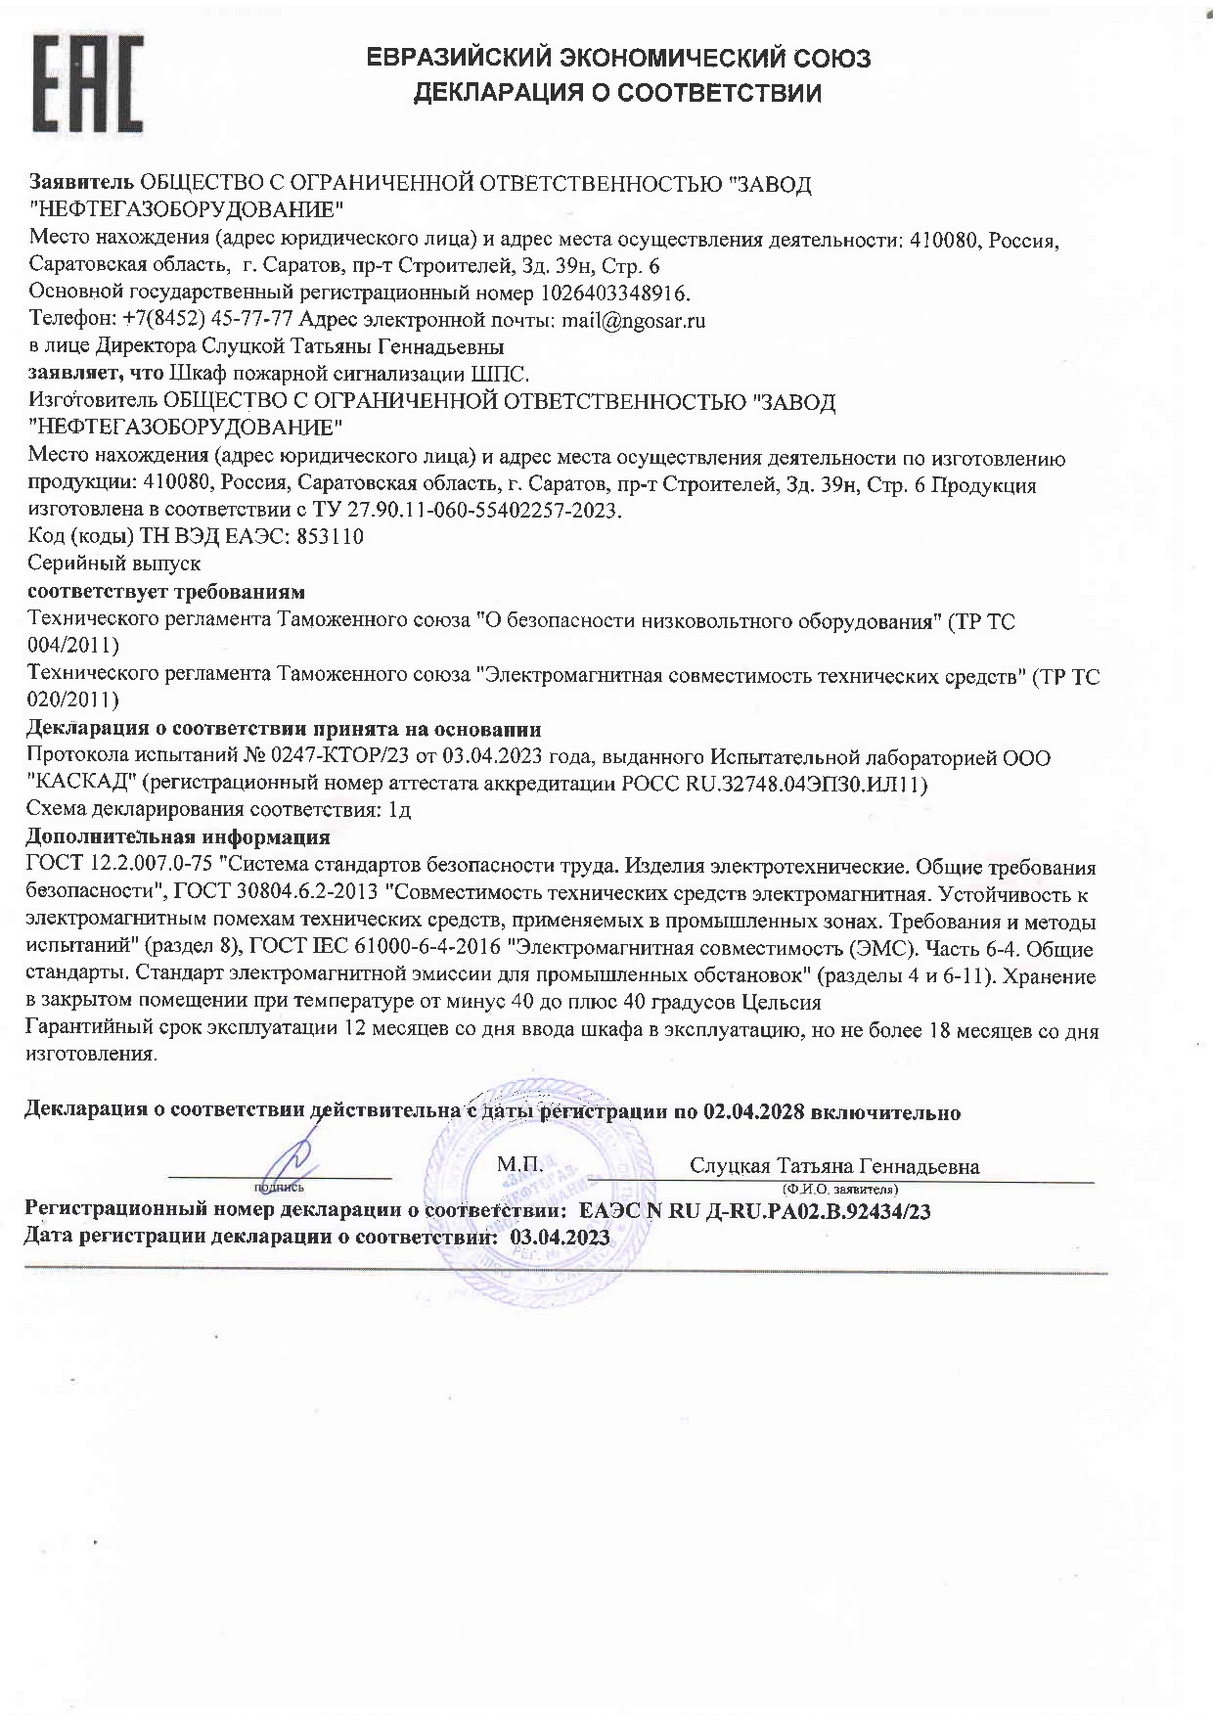 ЕАС
ЕВРАЗИЙСКИЙ ЭКОНОМИЧЕСКИЙ СОЮЗ
ДЕКЛАРАЦИЯ О СООТВЕТСТВИИ
Заявитель ОБЩЕСТВО С ОГРАНИЧЕННОЙ ОТВЕТСТВЕННОСТЬЮ "ЗАВОД
"НЕФТЕГАЗОБОРУДОВАНИЕ"
Место нахождения (адрес юридического лица) и адрес места осуществления деятельности: 410080, Россия,
Саратовская область, г. Саратов, пр-т Строителей, Зд. 39н, Стр. 6
Основной государственный регистрационный номер 1026403348916.
Телефон: +7(8452) 45-77-77 Адрес электронной почты: mail@ngosar.ru
в лице Директора Слуцкой Татьяны Геннадьевны
заявляет, что Шкаф пожарной сигнализации ШПС.
Изготовитель ОБЩЕСТВО С ОГРАНИЧЕННОЙ ОТВЕТСТВЕННОСТЬЮ "ЗАВОД
"НЕФТЕГАЗОБОРУДОВАНИЕ"
Место нахождения (адрес юридического лица) и адрес места осуществления деятельности по изготовлению
продукции: 410080, Россия, Саратовская область, г. Саратов, пр-т Строителей, Зд. 39н, Стр. 6 Продукция
изготовлена в соответствии с ТУ 27.90.11-060-55402257-2023.
Код (коды) ТН ВЭД ЕАЭС: 853110
Серийный выпуск
соответствует требованиям
Технического регламента Таможенного союза "О безопасности низковольтного оборудования" (ТР ТС
004/2011)
Технического регламента Таможенного союза "Электромагнитная совместимость технических средств" (ТР ТС
020/2011)
Декларация о соответствии принята на основании
Протокола испытаний № 0247-КТОР/23 от 03.04.2023 года, выданного Испытательной лабораторией ООО
"КАСКАД" (регистрационный номер аттестата аккредитации РОСС RU.32748.04ЭПЗ0.ИЛ11)
Схема декларирования соответствия: 1д
Дополнительная информация
ГОСТ 12.2.007.0-75 "Система стандартов безопасности труда. Изделия электротехнические. Общие требования
безопасности", ГОСТ 30804.6.2-2013 "Совместимость технических средств электромагнитная. Устойчивость к
электромагнитным помехам технических средств, применяемых в промышленных зонах. Требования и методы
испытаний" (раздел 8), ГОСТ IEC 61000-6-4-2016 "Электромагнитная совместимость (ЭМС). Часть 6-4. Общие
стандарты. Стандарт электромагнитной эмиссии для промышленных обстановок" (разделы 4 и 6-11). Хранение
в закрытом помещении при температуре от минус 40 до плюс 40 градусов Цельсия
Гарантийный срок эксплуатации 12 месяцев со дня ввода шкафа в эксплуатацию, но не более 18 месяцев со дня
изготовления.
Декларация о соответствии действительна с даты регистрации по 02.04.2028 включительно
М.П.
Слуцкая Татьяна Геннадьевна
подпись
(Ф.И.О. заявителя)
«ЗАВОД
НЕФТЕГАЗ-
ОБОРУДОВАНИЕ»
Регистрационный номер декларации о соответствии: ЕАЭС N RU Д-RU.РА02.В.92434/23
Дата регистрации декларации о соответствии: 03.04.2023